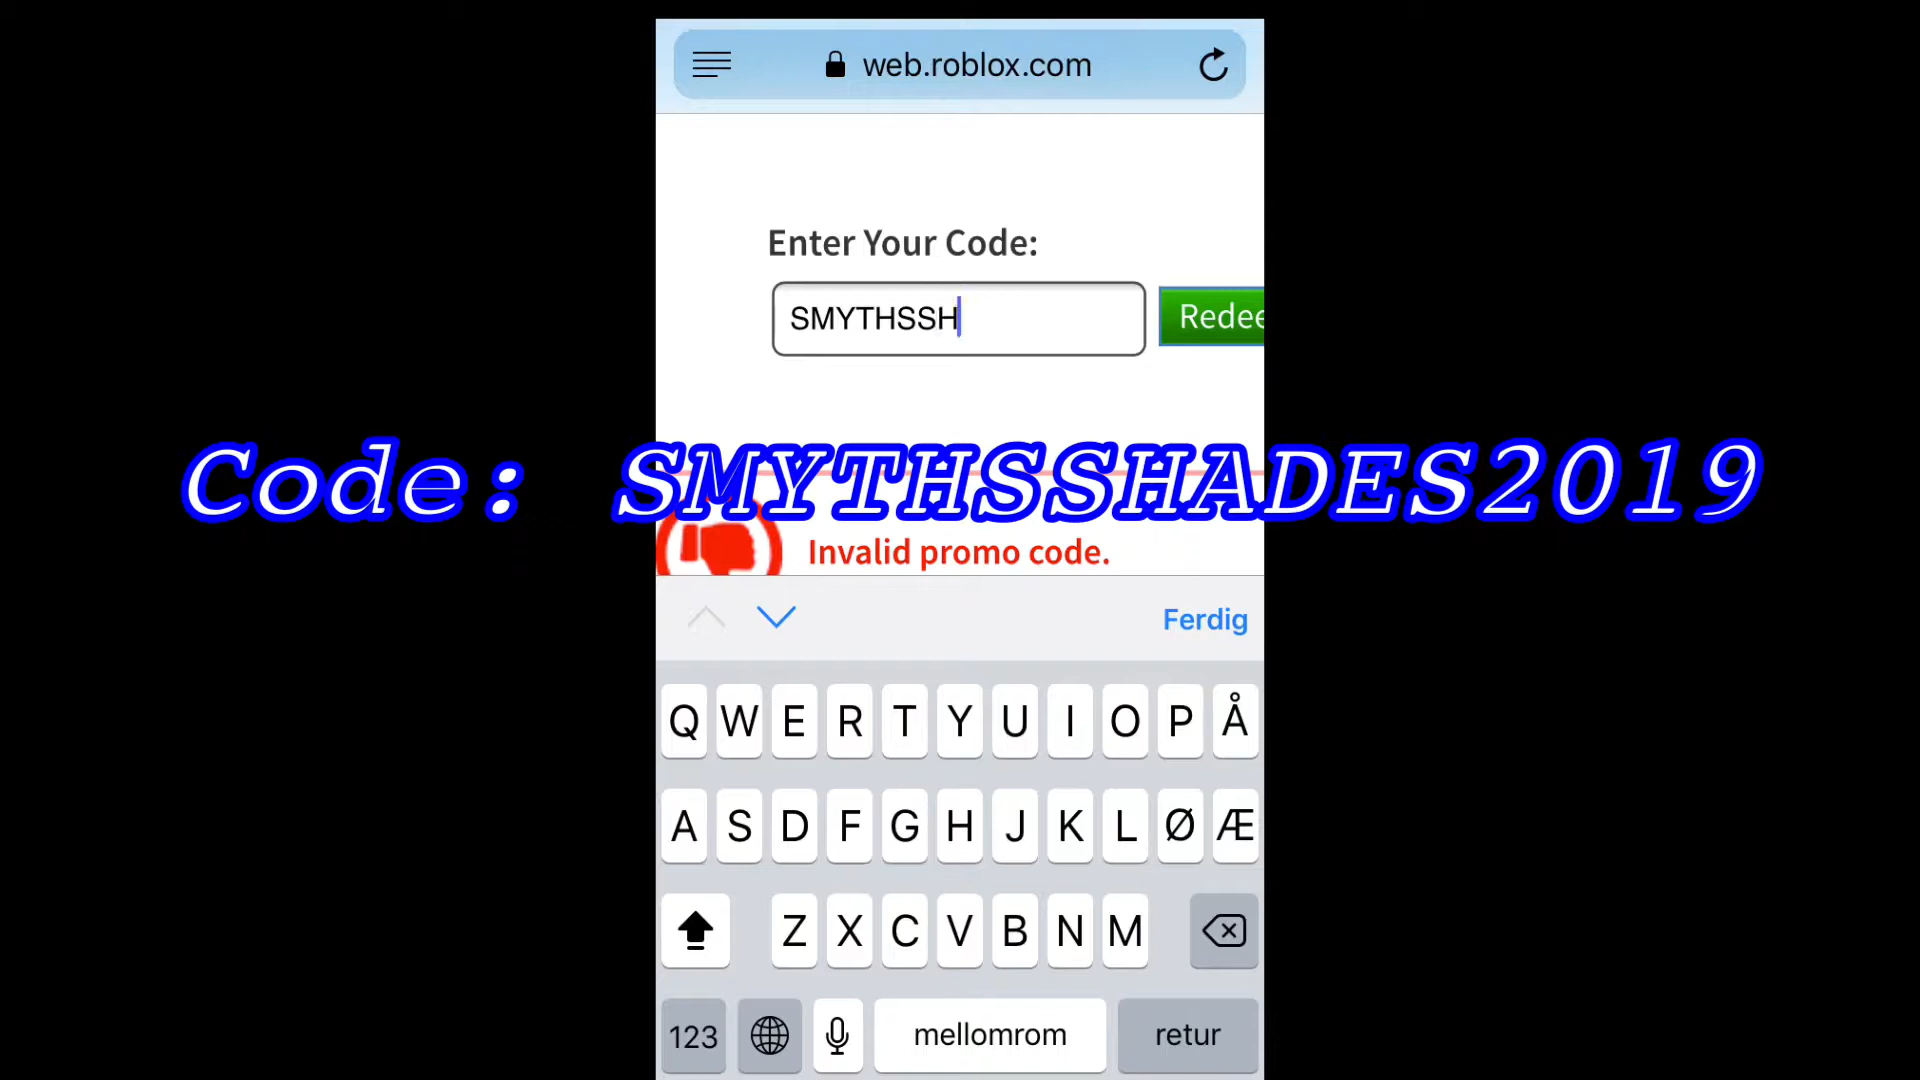 web.roblox.com
Enter Your Code:
SMYTHSSH
Redee
Code: SMYTHSSHADES2019
Invalid promo code.
Ferdig
Q W E R T Y U I O P Å
A S D F G H J K L Ø Æ
Z X C V B N M
123 mellomrom retur